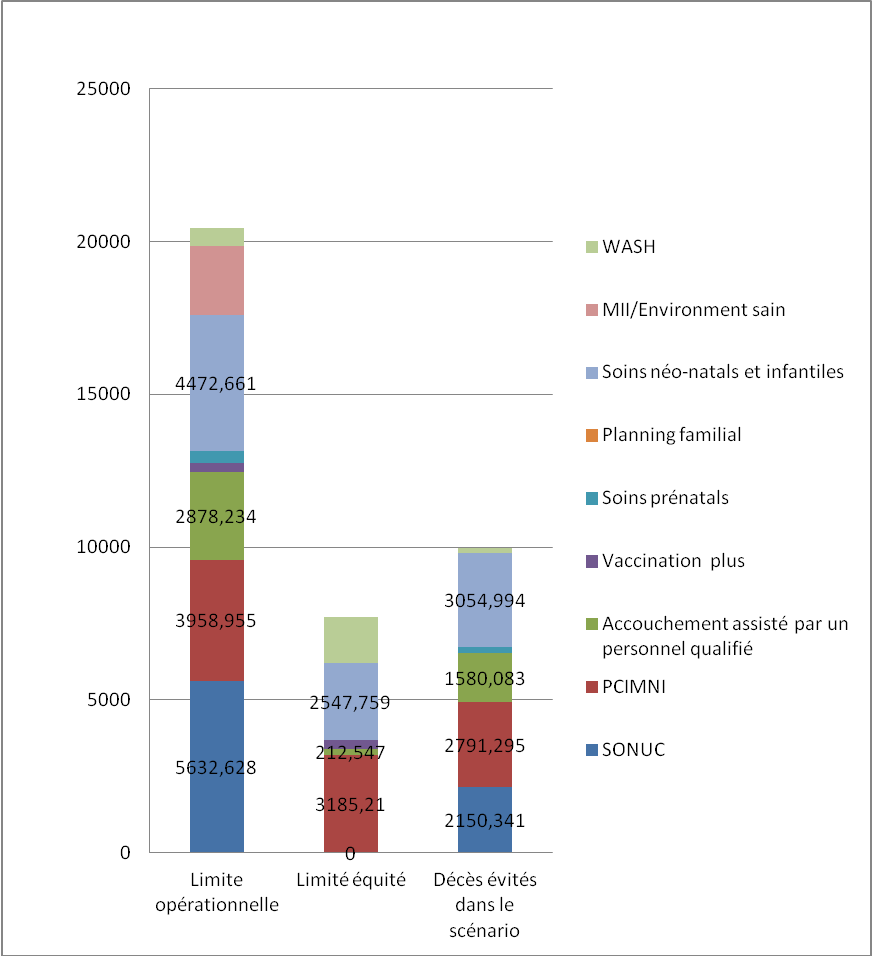 25000
20000
15000
10000
5000
0
4472,661
2878,234
3958,955
5632,628
2547,759
212,547
3185,21
0
3054,994
1580,083
2791,295
2150,341
Limite
opérationnelle
Limité équité
Décès évités
dans le
scénario
WASH
MII/Environment sain
Soins néo-natals et infantiles
Planning familial
Soins prénatals
Vaccination plus
Accouchement assisté par un
personnel qualifié
PCIMNI
SONUC